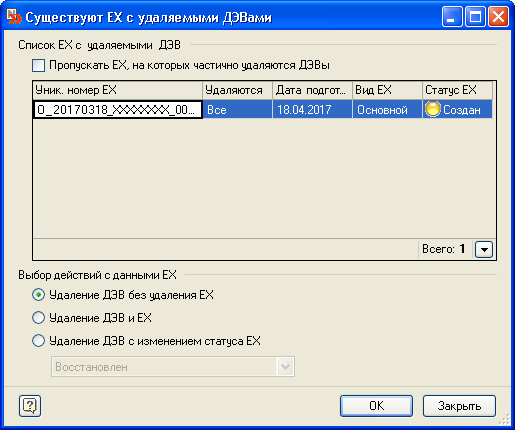 Существуют ЕХ с удаляемыми ДЭВами
Список ЕХ с удаляемыми ДЭВ
Пропускать ЕХ, на которых частично удаляются ДЭВы
Уник. номер ЕХ Удаляются Дата подгот... Вид ЕХ Статус ЕХ
О_20170318_XXXXXXX_00... Все 18.04.2017 Основной Создан
Всего: 1
Выбор действий с данными ЕХ
Удаление ДЭВ без удаления ЕХ
Удаление ДЭВ и ЕХ
Удаление ДЭВ с изменением статуса ЕХ
Восстановлен
? OK Закрыть